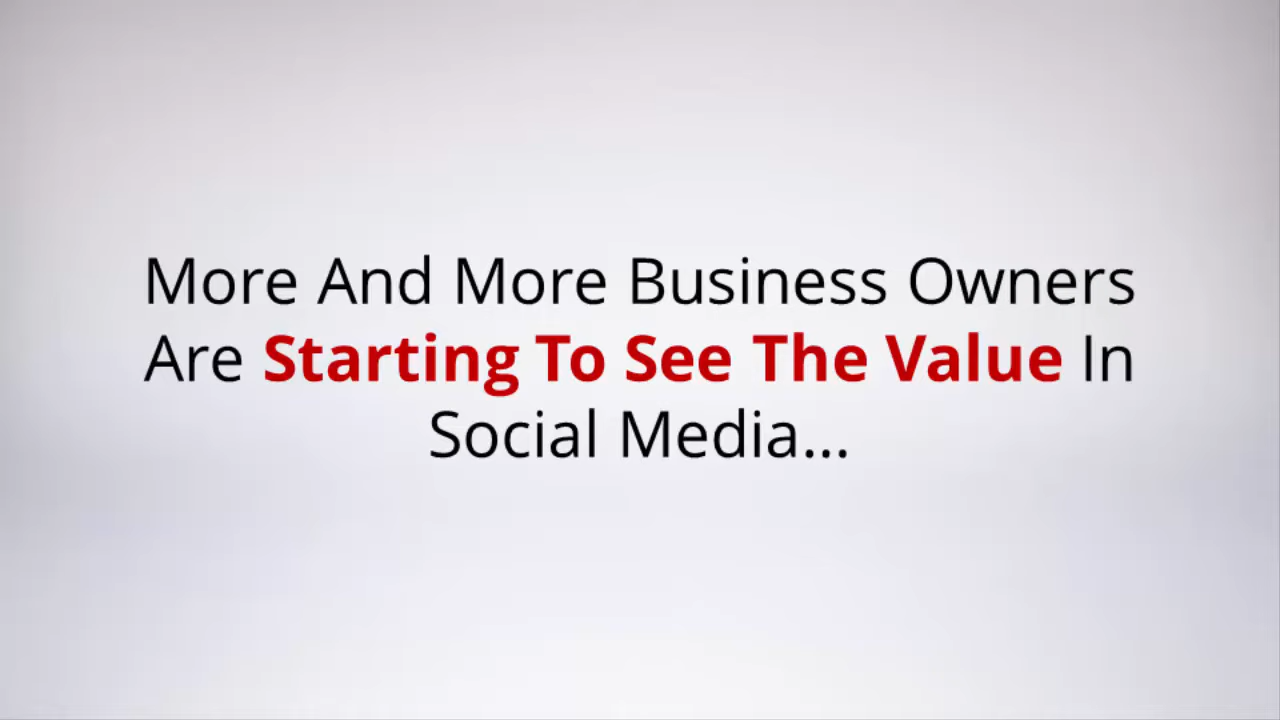 More And More Business Owners
Are Starting To See The Value In
Social Media...